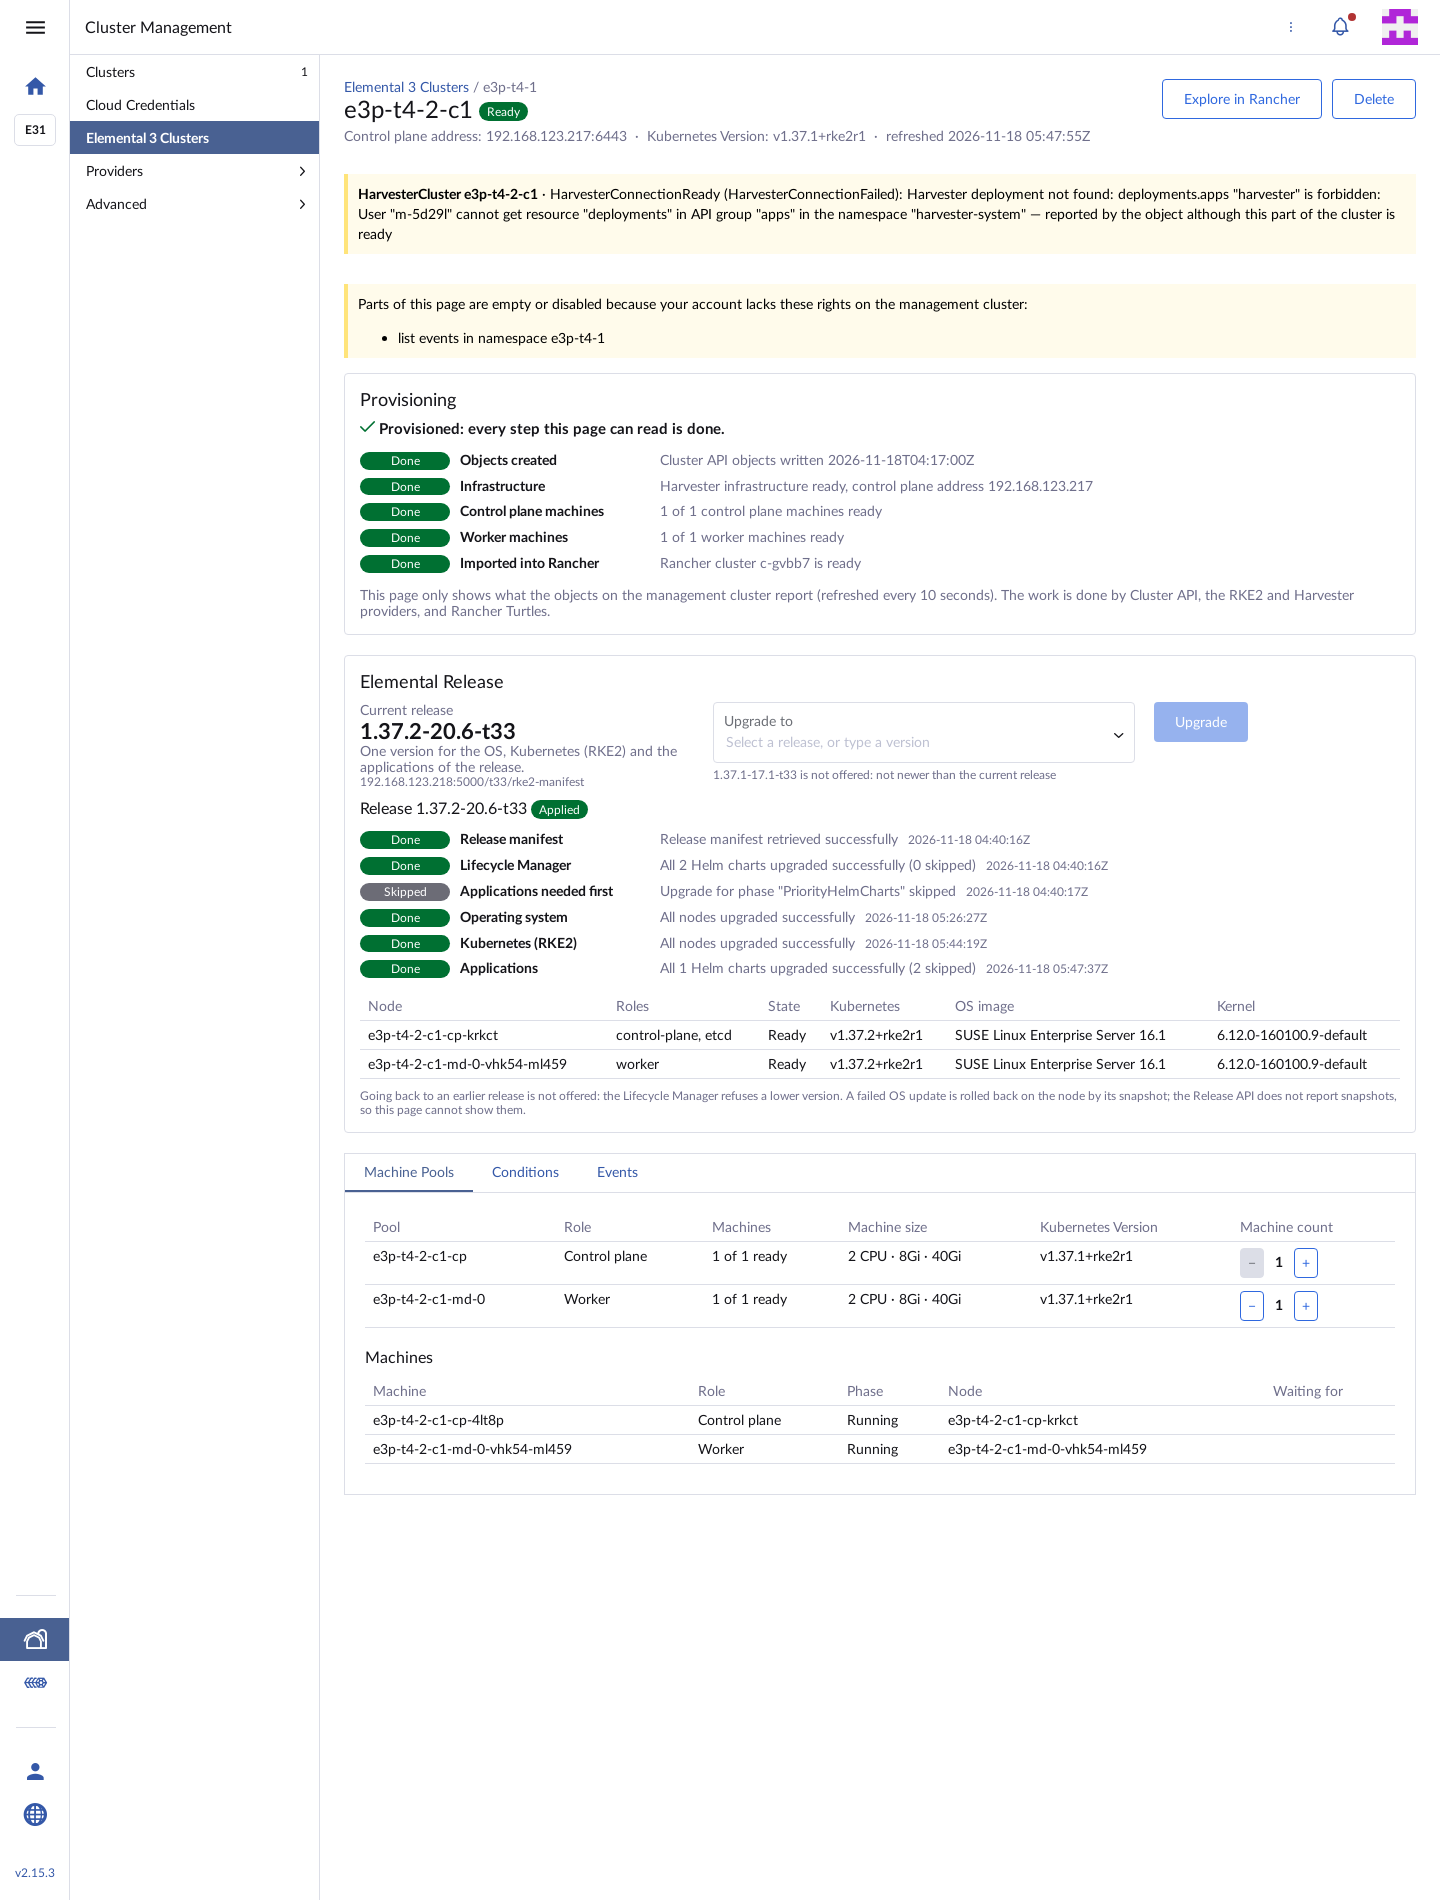 Cluster Management
E31
Clusters 1
Cloud Credentials
Elemental 3 Clusters
Providers
Advanced
v2.15.3
Elemental 3 Clusters / e3p-t4-1
e3p-t4-2-c1 Ready
Control plane address: 192.168.123.217:6443 · Kubernetes Version: v1.37.1+rke2r1 · refreshed 2026-11-18 05:47:55Z
Explore in Rancher
Delete
HarvesterCluster e3p-t4-2-c1 · HarvesterConnectionReady (HarvesterConnectionFailed): Harvester deployment not found: deployments.apps "harvester" is forbidden:
User "m-5d29l" cannot get resource "deployments" in API group "apps" in the namespace "harvester-system" — reported by the object although this part of the cluster is
ready
Parts of this page are empty or disabled because your account lacks these rights on the management cluster:
• list events in namespace e3p-t4-1
Provisioning
Provisioned: every step this page can read is done.
Done Objects created Cluster API objects written 2026-11-18T04:17:00Z
Done Infrastructure Harvester infrastructure ready, control plane address 192.168.123.217
Done Control plane machines 1 of 1 control plane machines ready
Done Worker machines 1 of 1 worker machines ready
Done Imported into Rancher Rancher cluster c-gvbb7 is ready
This page only shows what the objects on the management cluster report (refreshed every 10 seconds). The work is done by Cluster API, the RKE2 and Harvester
providers, and Rancher Turtles.
Elemental Release
Current release
1.37.2-20.6-t33
One version for the OS, Kubernetes (RKE2) and the
applications of the release.
192.168.123.218:5000/t33/rke2-manifest
Upgrade to
Select a release, or type a version
Upgrade
1.37.1-17.1-t33 is not offered: not newer than the current release
Release 1.37.2-20.6-t33 Applied
Done Release manifest Release manifest retrieved successfully 2026-11-18 04:40:16Z
Done Lifecycle Manager All 2 Helm charts upgraded successfully (0 skipped) 2026-11-18 04:40:16Z
Skipped Applications needed first Upgrade for phase "PriorityHelmCharts" skipped 2026-11-18 04:40:17Z
Done Operating system All nodes upgraded successfully 2026-11-18 05:26:27Z
Done Kubernetes (RKE2) All nodes upgraded successfully 2026-11-18 05:44:19Z
Done Applications All 1 Helm charts upgraded successfully (2 skipped) 2026-11-18 05:47:37Z
Node Roles State Kubernetes OS image Kernel
e3p-t4-2-c1-cp-krkct control-plane, etcd Ready v1.37.2+rke2r1 SUSE Linux Enterprise Server 16.1 6.12.0-160100.9-default
e3p-t4-2-c1-md-0-vhk54-ml459 worker Ready v1.37.2+rke2r1 SUSE Linux Enterprise Server 16.1 6.12.0-160100.9-default
Going back to an earlier release is not offered: the Lifecycle Manager refuses a lower version. A failed OS update is rolled back on the node by its snapshot; the Release API does not report snapshots,
so this page cannot show them.
Machine Pools Conditions Events
Pool Role Machines Machine size Kubernetes Version Machine count
e3p-t4-2-c1-cp Control plane 1 of 1 ready 2 CPU · 8Gi · 40Gi v1.37.1+rke2r1 − 1 +
e3p-t4-2-c1-md-0 Worker 1 of 1 ready 2 CPU · 8Gi · 40Gi v1.37.1+rke2r1 − 1 +
Machines
Machine Role Phase Node Waiting for
e3p-t4-2-c1-cp-4lt8p Control plane Running e3p-t4-2-c1-cp-krkct
e3p-t4-2-c1-md-0-vhk54-ml459 Worker Running e3p-t4-2-c1-md-0-vhk54-ml459